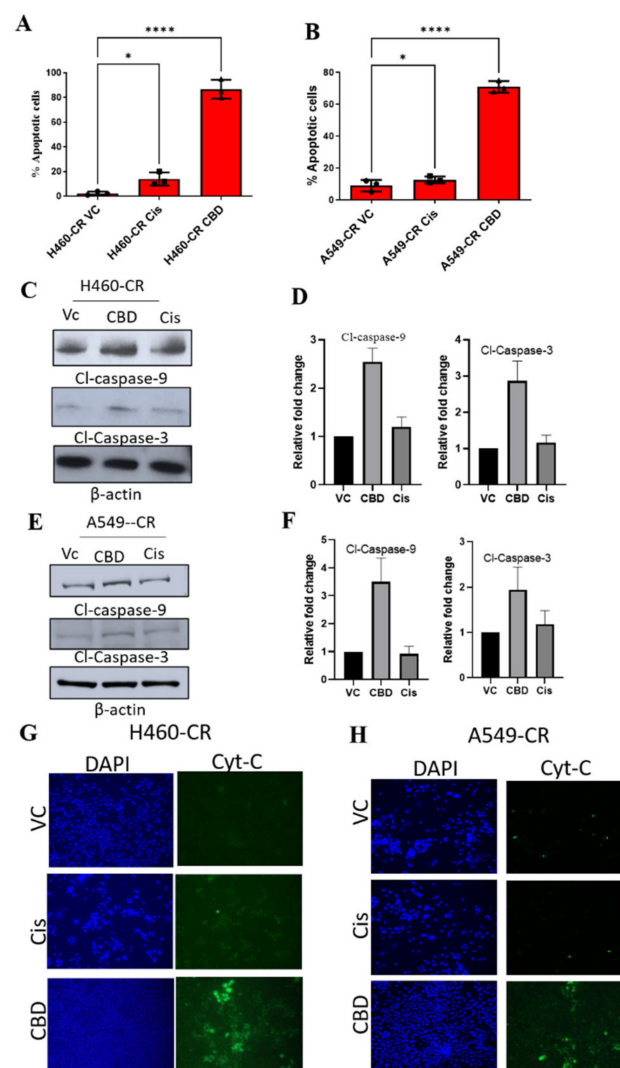 A
****
*
% Apoptotic cells
100
80
60
40
20
0
H460-CR VC
H460-CR Cis
H460-CR CBD
B
****
*
% Apoptotic cells
80
60
40
20
0
A549-CR VC
A549-CR Cis
A549-CR CBD
C
H460-CR
Vc CBD Cis
Cl-caspase-9
Cl-Caspase-3
β-actin
D
Cl-caspase-9
Relative fold change
3
2
1
0
VC CBD Cis
Cl-Caspase-3
Relative fold change
4
3
2
1
0
VC CBD Cis
E
A549--CR
Vc CBD Cis
Cl-caspase-9
Cl-Caspase-3
β-actin
F
Cl-Caspase-9
Relative fold change
5
4
3
2
1
0
VC CBD Cis
Cl-Caspase-3
Relative fold change
3
2
1
0
VC CBD Cis
G
H460-CR
DAPI Cyt-C
VC
Cis
CBD
H
A549-CR
DAPI Cyt-C
VC
Cis
CBD